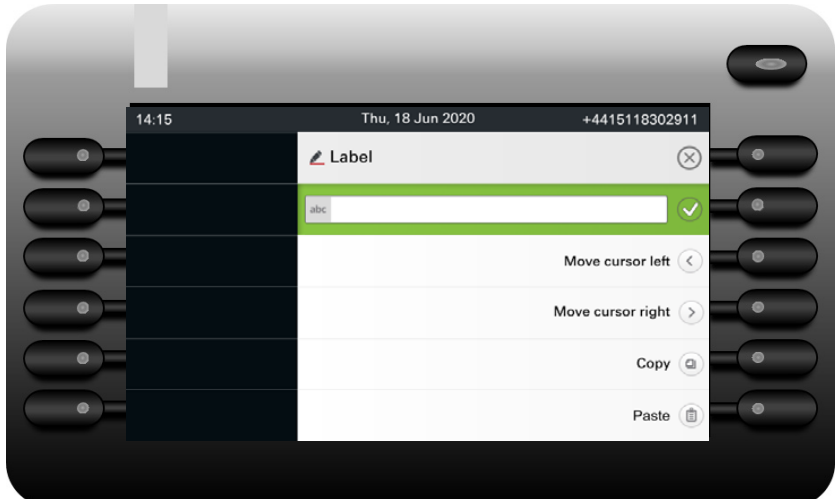 14:15 Thu, 18 Jun 2020 +4415118302911
Label
abc
Move cursor left
Move cursor right
Copy
Paste